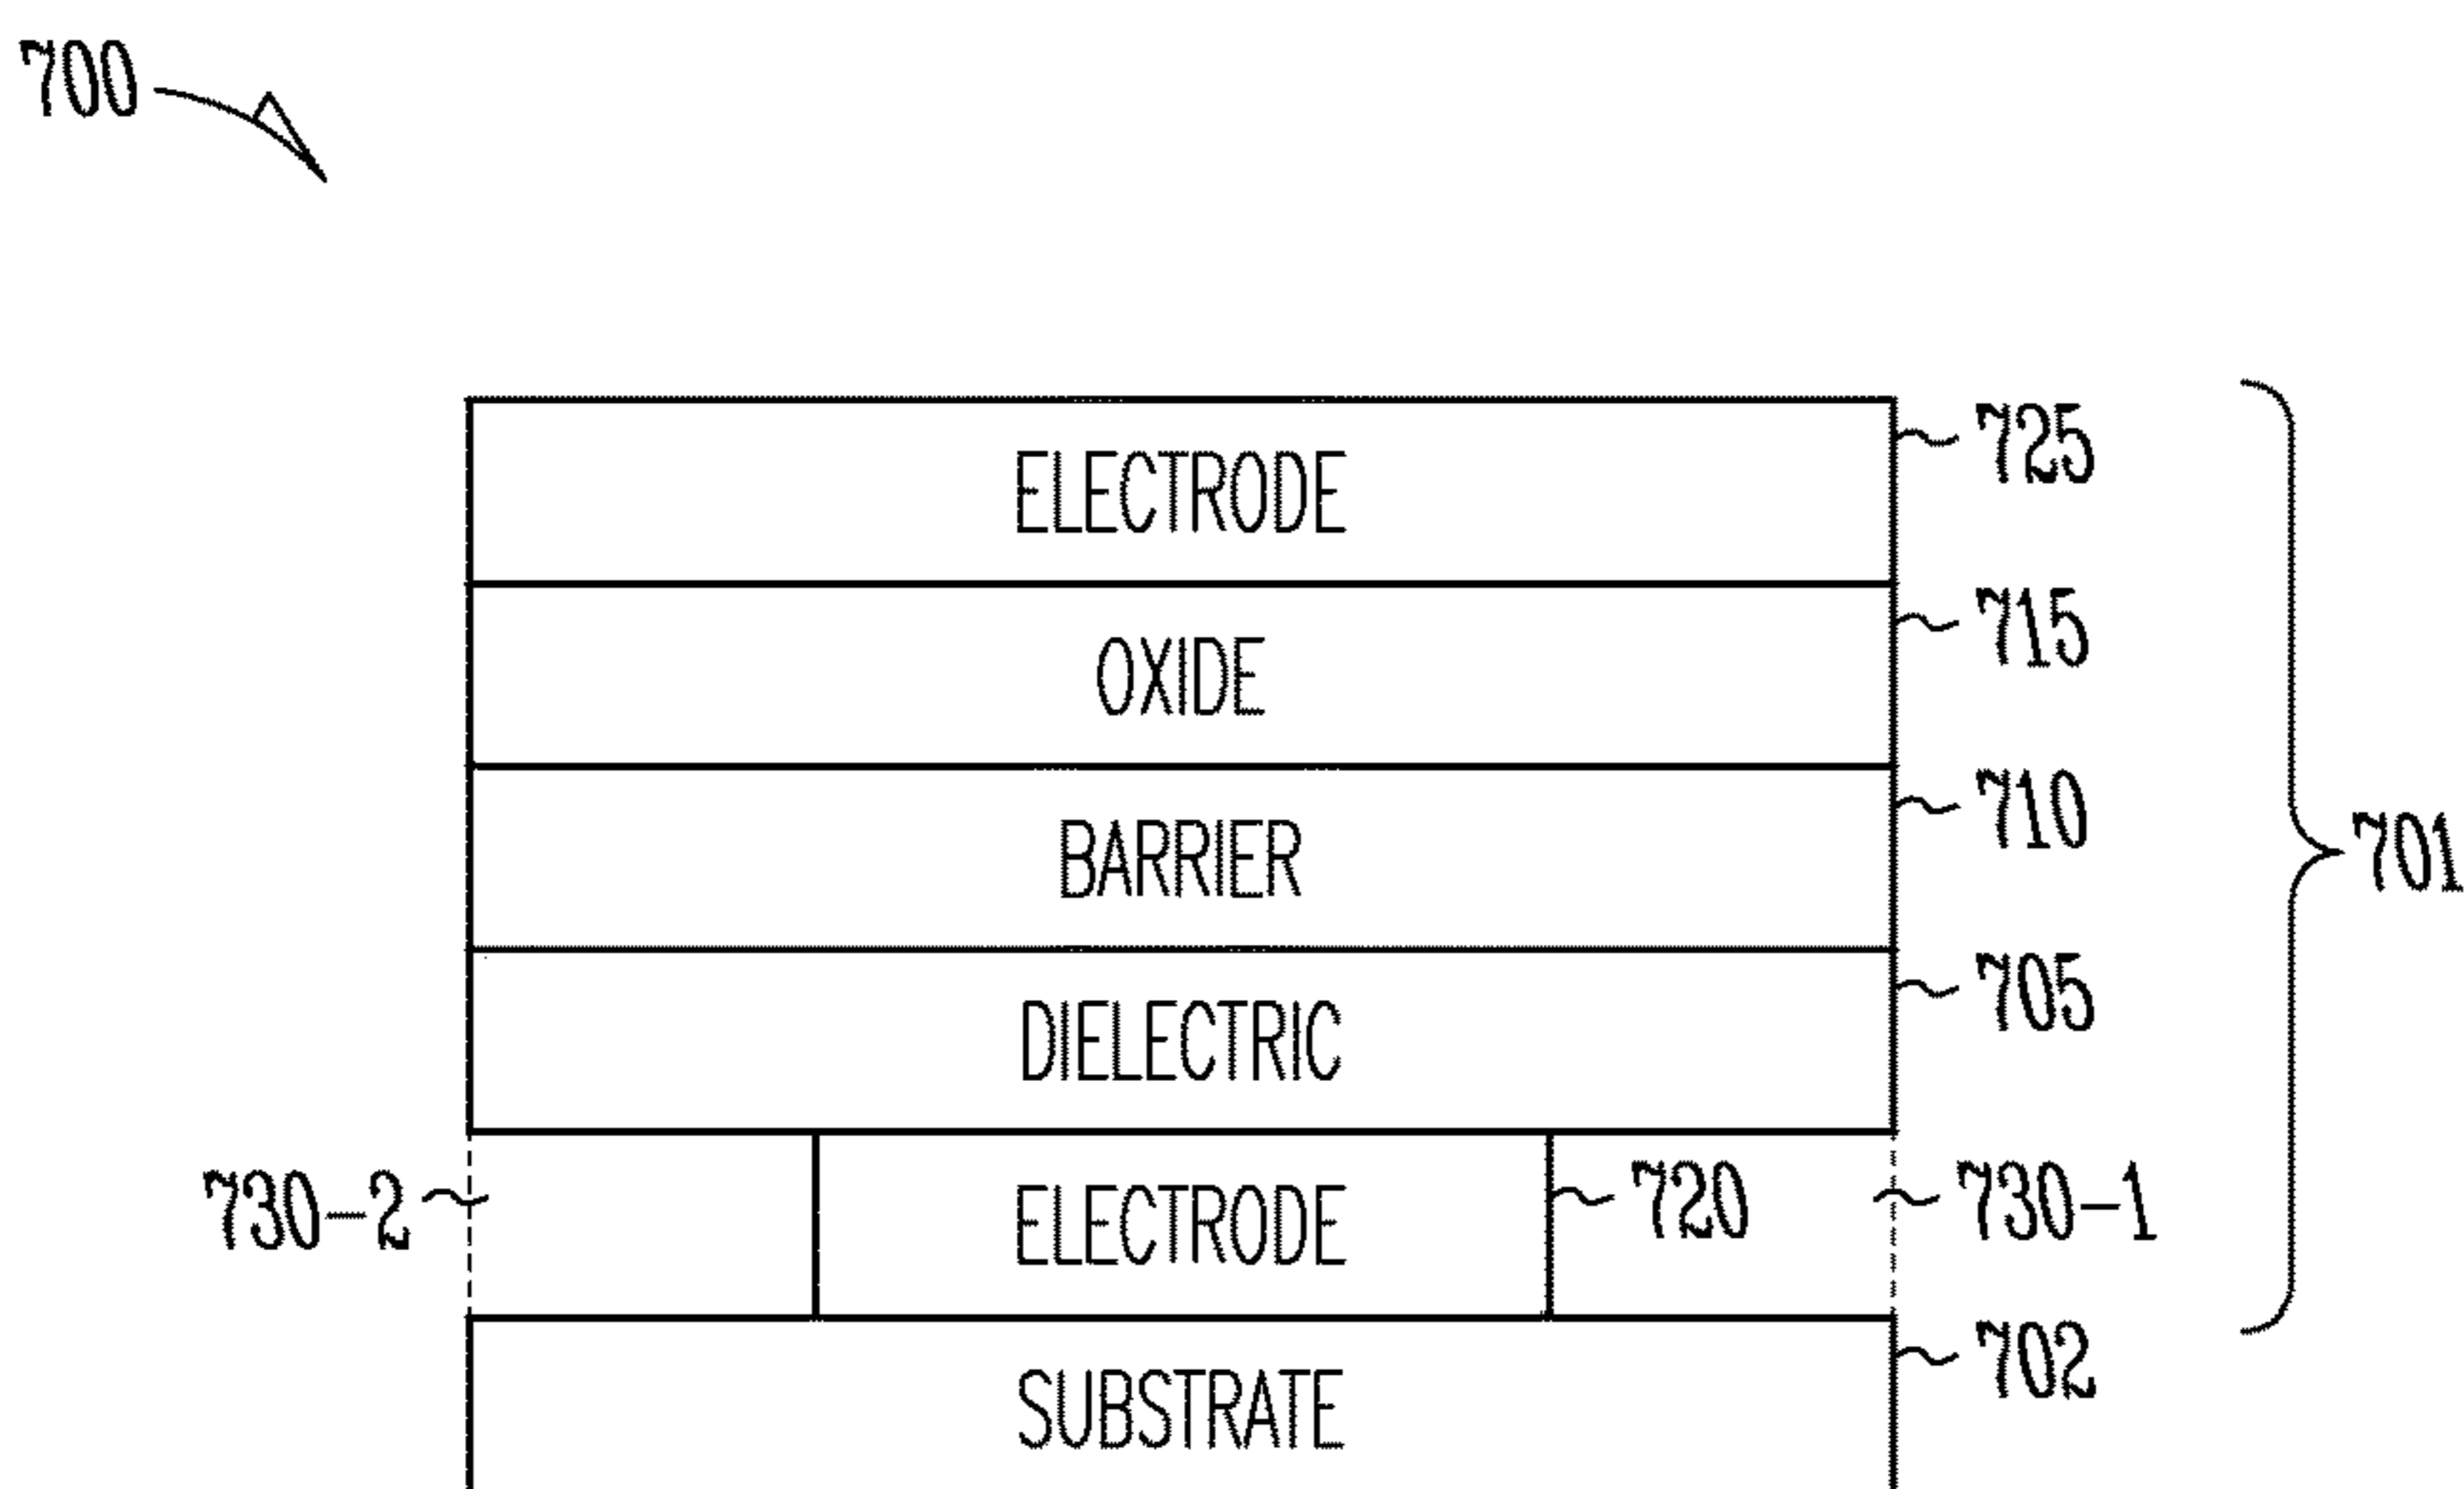 700
ELECTRODE 725
OXIDE 715
BARRIER 710
701
DIELECTRIC 705
730-2 ELECTRODE 720 730-1
SUBSTRATE 702